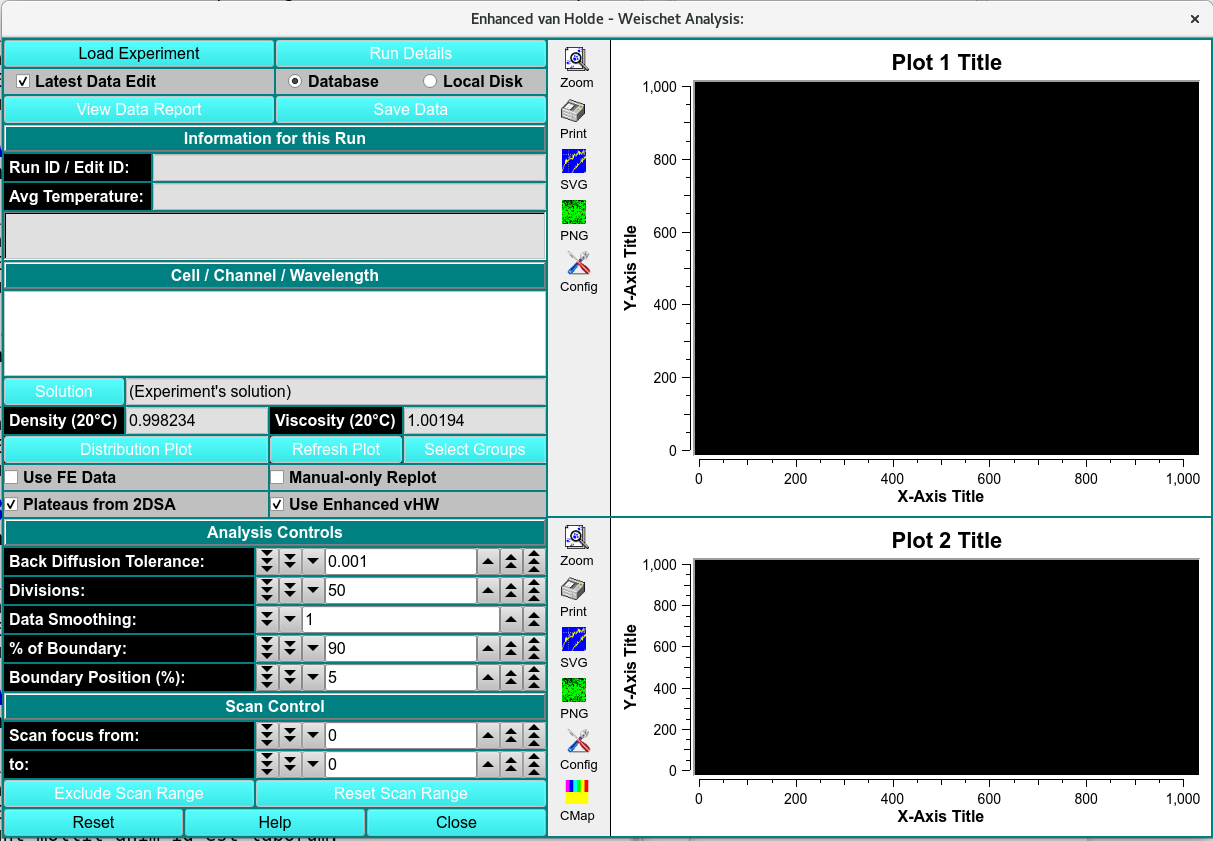 Enhanced van Holde - Weischet Analysis:
Load Experiment Run Details
Latest Data Edit Database Local Disk
View Data Report Save Data
Information for this Run
Run ID / Edit ID:
Avg Temperature:
Cell / Channel / Wavelength
Solution (Experiment's solution)
Density (20°C) 0.998234 Viscosity (20°C) 1.00194
Distribution Plot Refresh Plot Select Groups
Use FE Data Manual-only Replot
Plateaus from 2DSA Use Enhanced vHW
Analysis Controls
Back Diffusion Tolerance: 0.001
Divisions: 50
Data Smoothing: 1
% of Boundary: 90
Boundary Position (%): 5
Scan Control
Scan focus from: 0
to: 0
Exclude Scan Range Reset Scan Range
Reset Help Close
Zoom
Print
SVG
PNG
Config
Plot 1 Title
Y-Axis Title
1,000
800
600
400
200
0
0 200 400 600 800 1,000
X-Axis Title
Zoom
Print
SVG
PNG
Config
CMap
Plot 2 Title
Y-Axis Title
1,000
800
600
400
200
0
0 200 400 600 800 1,000
X-Axis Title